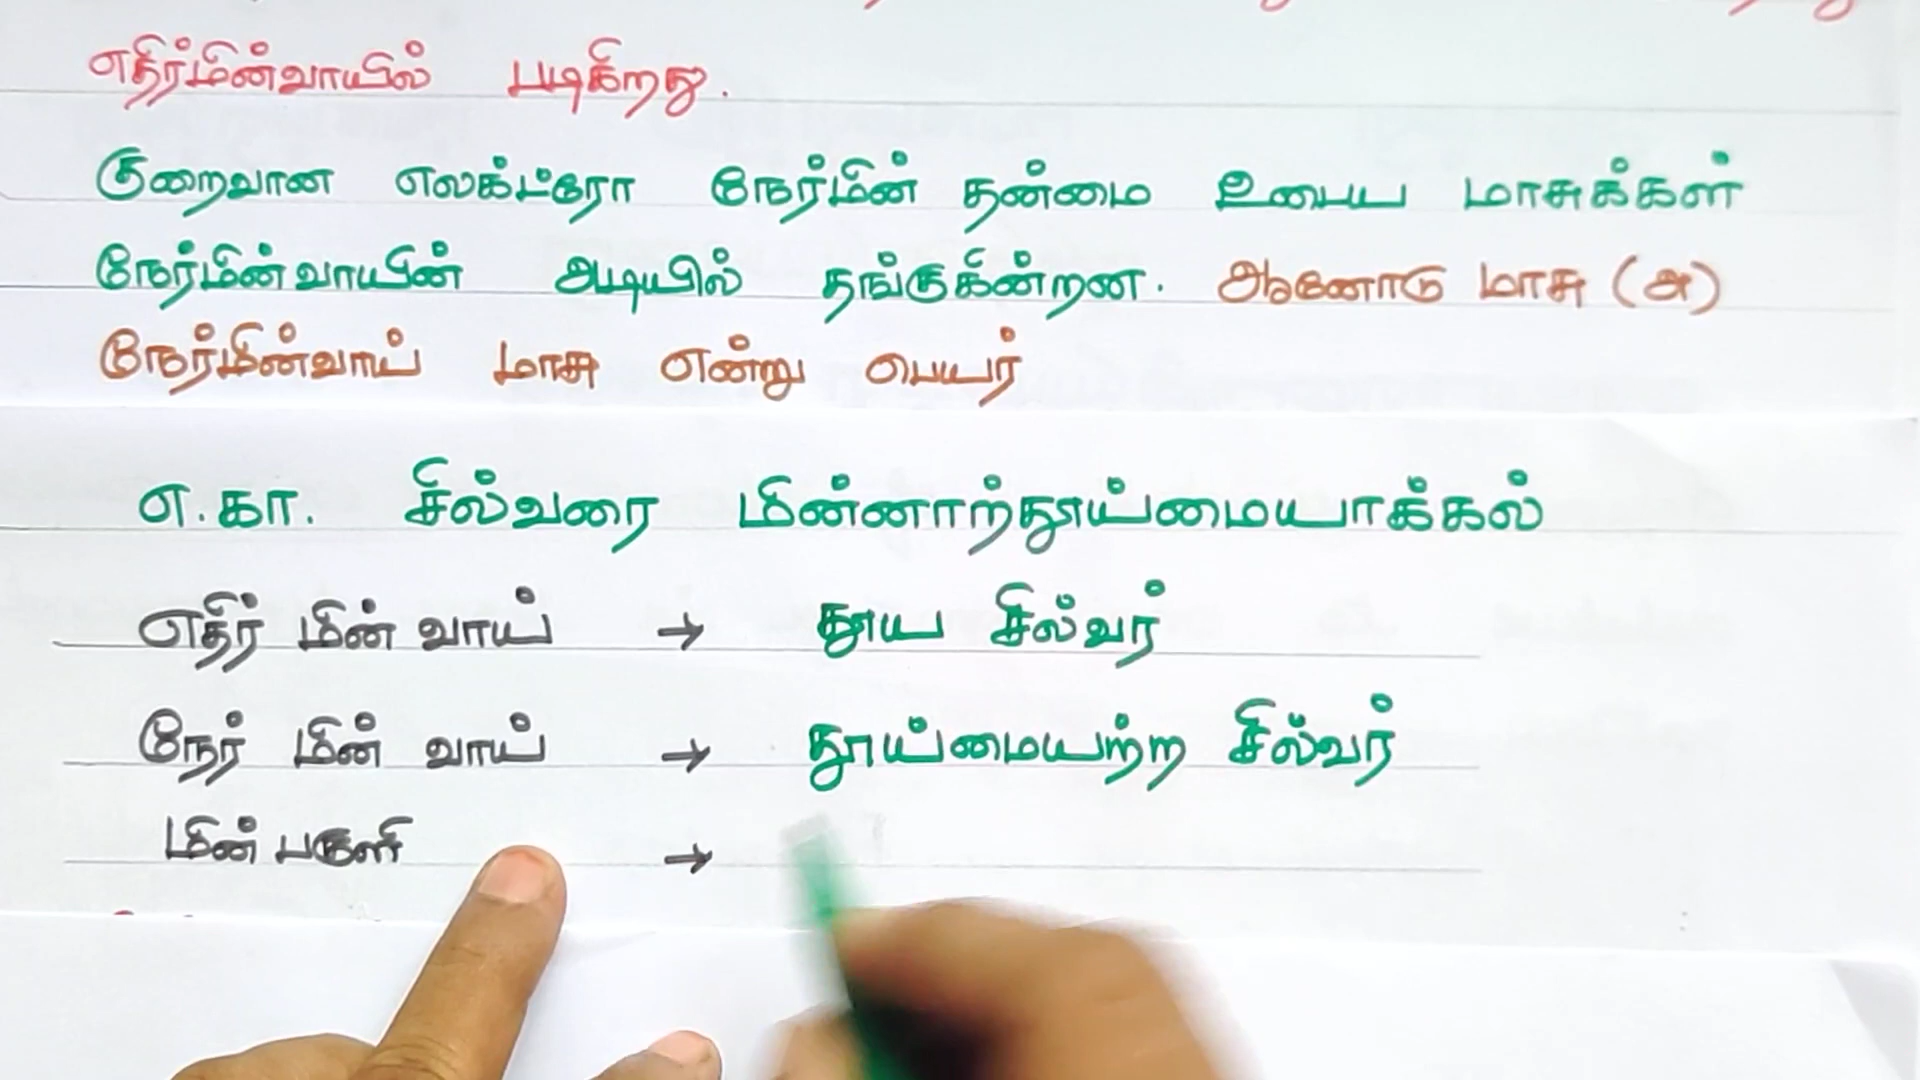 எதிர்மின்வாயில் படிகிறது.
குறைவான எலக்ட்ரோ நேர்மின் தன்மை உடைய மாசுக்கள்
நேர்மின்வாயின் அடியில் தங்குகின்றன. ஆனோடு மாசு (அ)
நேர்மின்வாய் மாசு என்று பெயர்
எ.கா. சில்வரை மின்னாற்தூய்மையாக்கல்
எதிர் மின் வாய் → தூய சில்வர்
நேர் மின் வாய் → தூய்மையற்ற சில்வர்
மின் பகுளி →